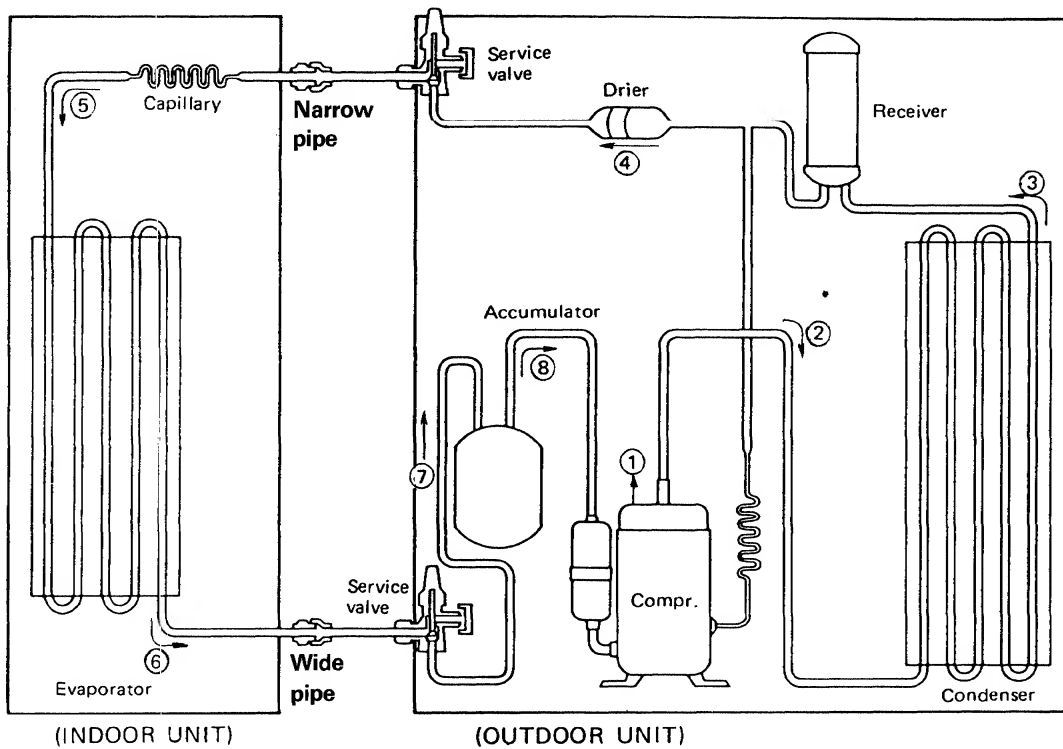 Service
valve
Drier
Receiver
Capillary
Narrow
pipe
⑤
④
③
Accumulator
②
⑧
①
⑦
Service
valve
Compr.
Wide
pipe
⑥
Evaporator
Condenser
(INDOOR UNIT)
(OUTDOOR UNIT)